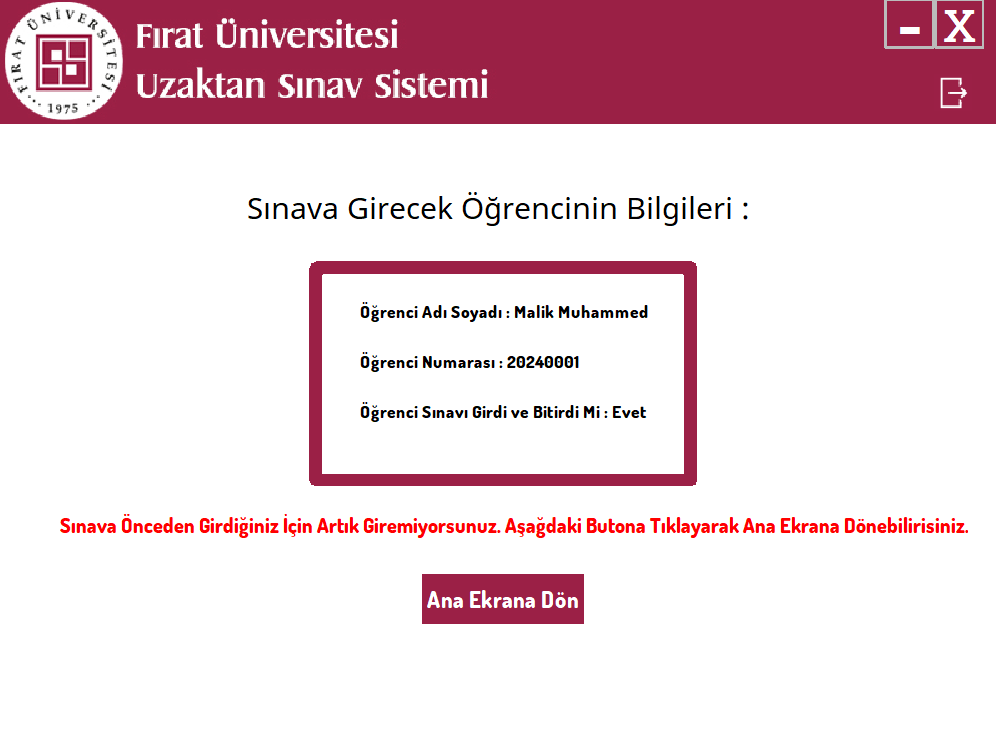 FIRAT ÜNİVERSİTESİ
1975
Fırat Üniversitesi
Uzaktan Sınav Sistemi
X
Sınava Girecek Öğrencinin Bilgileri :
Öğrenci Adı Soyadı : Malik Muhammed
Öğrenci Numarası : 20240001
Öğrenci Sınavı Girdi ve Bitirdi Mi : Evet
Sınava Önceden Girdiğiniz İçin Artık Giremiyorsunuz. Aşağdaki Butona Tıklayarak Ana Ekrana Dönebilirisiniz.
Ana Ekrana Dön